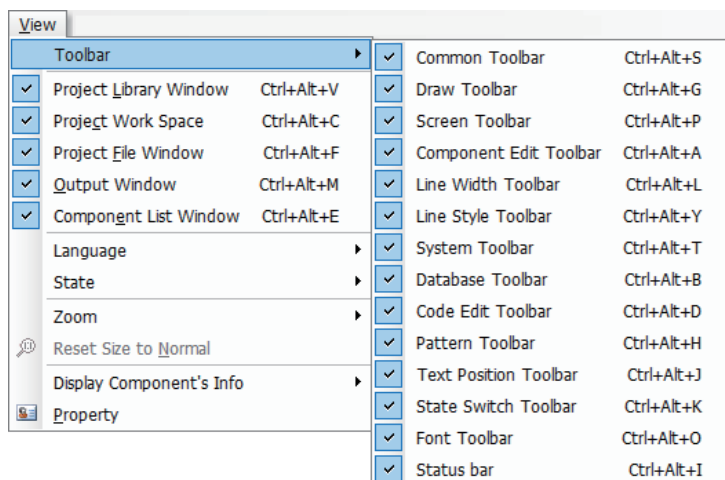 View
Toolbar
Project Library Window Ctrl+Alt+V
Project Work Space Ctrl+Alt+C
Project File Window Ctrl+Alt+F
Output Window Ctrl+Alt+M
Component List Window Ctrl+Alt+E
Language
State
Zoom
Reset Size to Normal
Display Component's Info
Property
Common Toolbar Ctrl+Alt+S
Draw Toolbar Ctrl+Alt+G
Screen Toolbar Ctrl+Alt+P
Component Edit Toolbar Ctrl+Alt+A
Line Width Toolbar Ctrl+Alt+L
Line Style Toolbar Ctrl+Alt+Y
System Toolbar Ctrl+Alt+T
Database Toolbar Ctrl+Alt+B
Code Edit Toolbar Ctrl+Alt+D
Pattern Toolbar Ctrl+Alt+H
Text Position Toolbar Ctrl+Alt+J
State Switch Toolbar Ctrl+Alt+K
Font Toolbar Ctrl+Alt+O
Status bar Ctrl+Alt+I